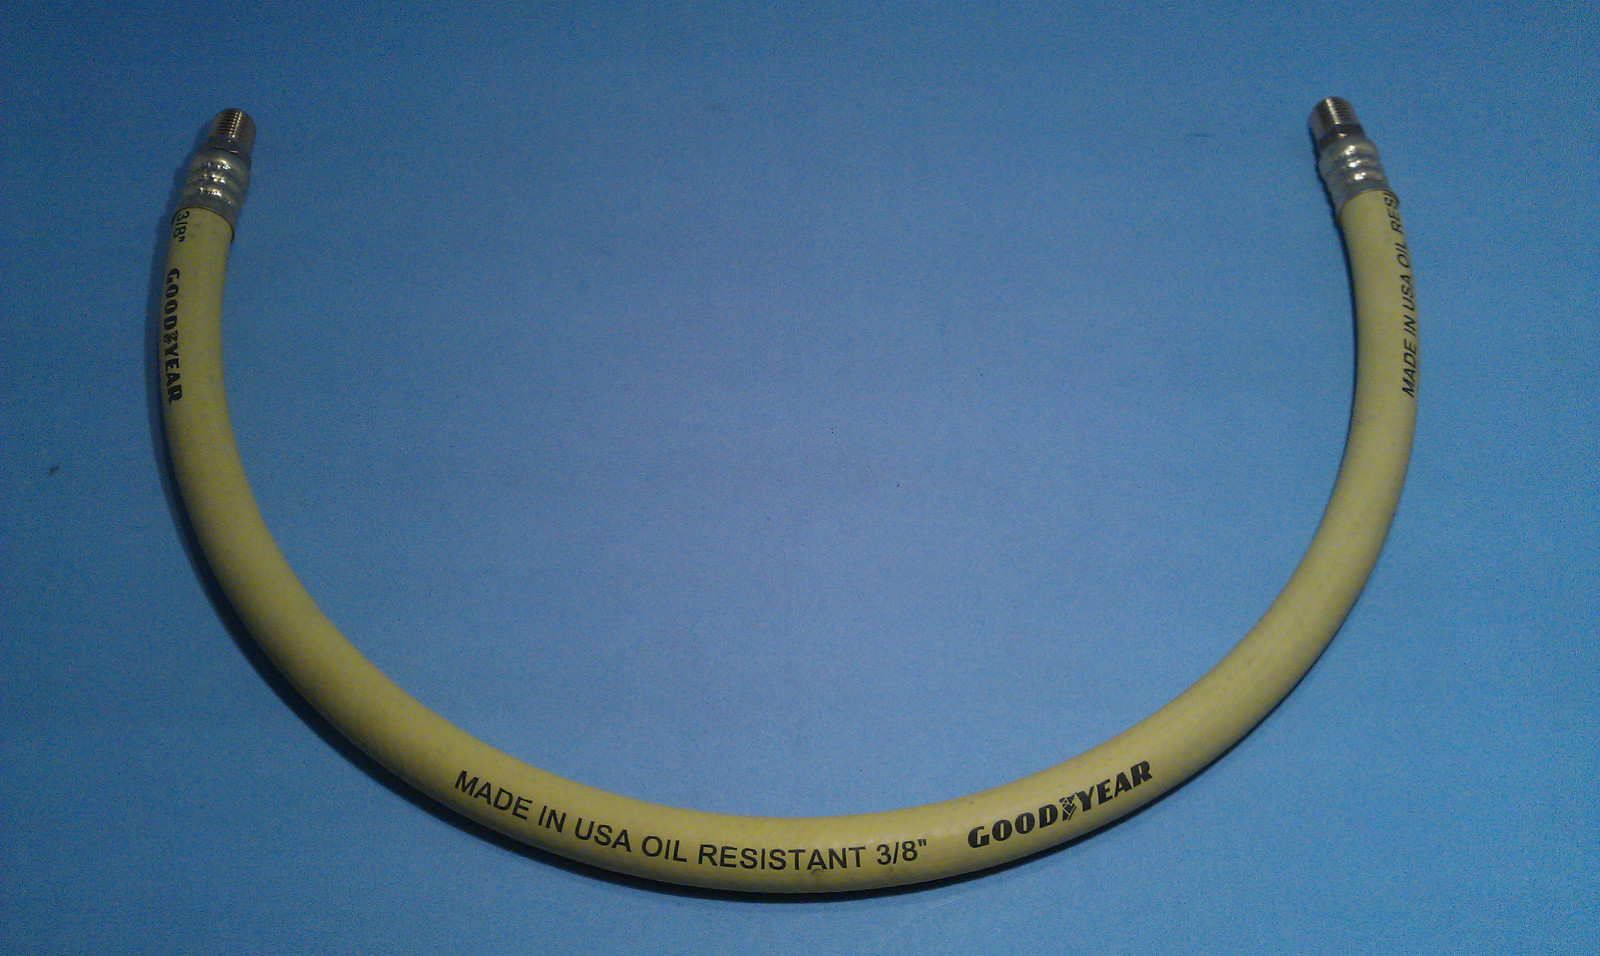 3/8"
GOODYEAR
MADE IN USA OIL RESISTANT 3/8"
GOODYEAR
MADE IN USA OIL RES